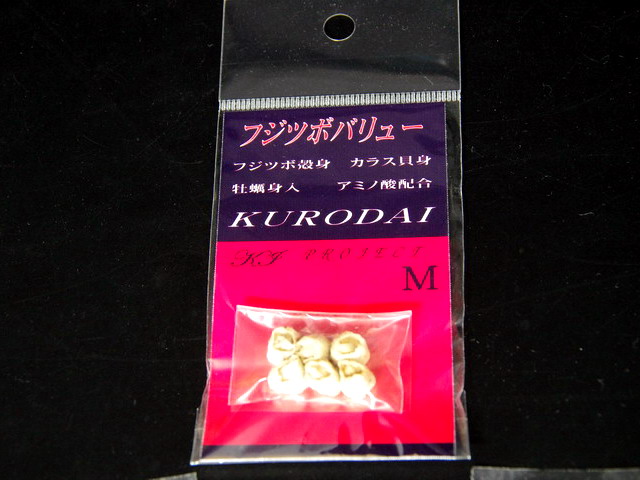 フジツボバリュー
フジツボ殻身　カラス貝身
牡蠣身入　アミノ酸配合
KURODAI
KJ PROJECT
M